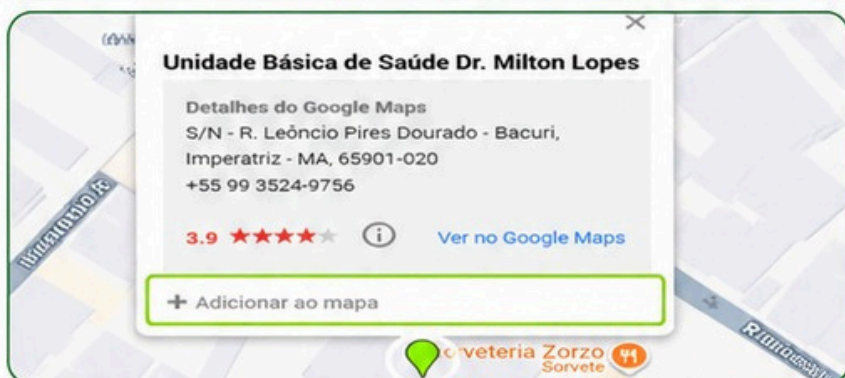 Unidade Básica de Saúde Dr. Milton Lopes
Detalhes do Google Maps
S/N - R. Leôncio Pires Dourado - Bacuri,
Imperatriz - MA, 65901-020
+55 99 3524-9756
3.9
Ver no Google Maps
+ Adicionar ao mapa
Zorzo
Sorvete